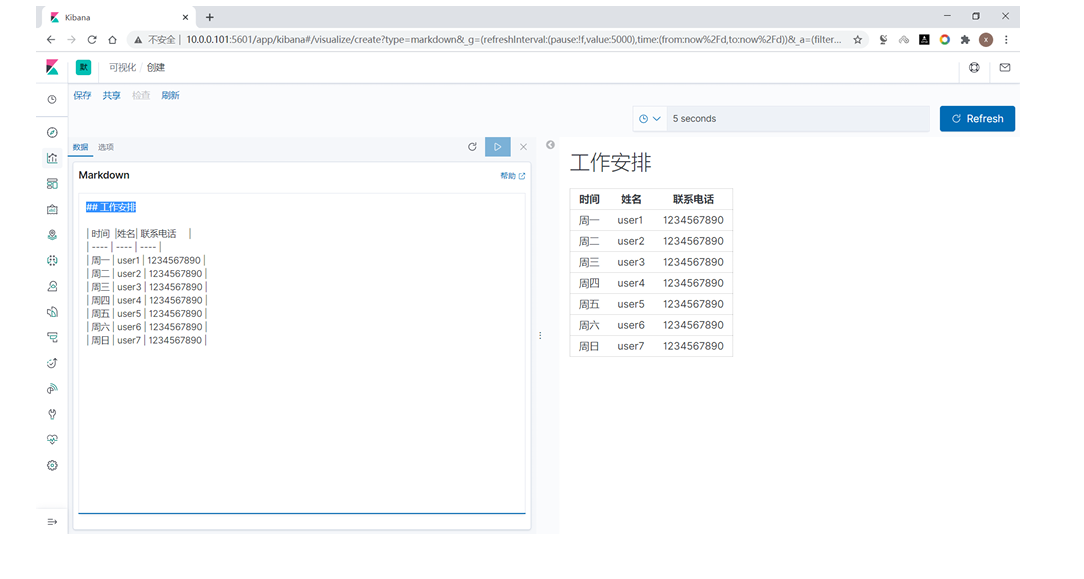 Kibana
不安全 | 10.0.0.101:5601/app/kibana#/visualize/create?type=markdown&_g=(refreshInterval:(pause:!f,value:5000),time:(from:now%2Fd,to:now%2Fd))&_a=(filter...
x
默 可视化 / 创建
保存 共享 检查 刷新
5 seconds
Refresh
数据 选项
Markdown
帮助
## 工作安排
| 时间 |姓名| 联系电话 |
| ---- | ---- | ---- |
| 周一 | user1 | 1234567890 |
| 周二 | user2 | 1234567890 |
| 周三 | user3 | 1234567890 |
| 周四 | user4 | 1234567890 |
| 周五 | user5 | 1234567890 |
| 周六 | user6 | 1234567890 |
| 周日 | user7 | 1234567890 |
工作安排
时间 姓名 联系电话
周一 user1 1234567890
周二 user2 1234567890
周三 user3 1234567890
周四 user4 1234567890
周五 user5 1234567890
周六 user6 1234567890
周日 user7 1234567890